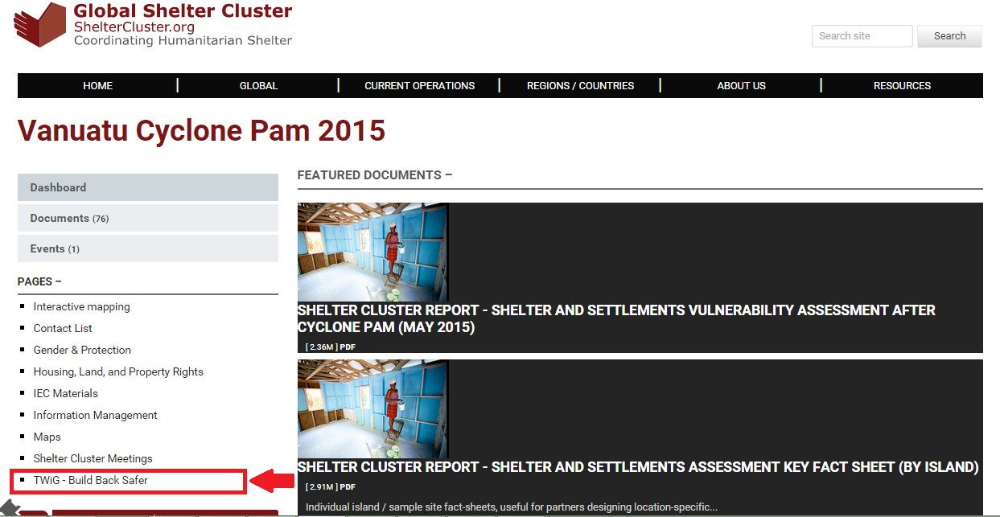 Global Shelter Cluster
ShelterCluster.org
Coordinating Humanitarian Shelter
Search site
Search
HOME
GLOBAL
CURRENT OPERATIONS
REGIONS / COUNTRIES
ABOUT US
RESOURCES
Vanuatu Cyclone Pam 2015
Dashboard
Documents (76)
Events (1)
PAGES –
Interactive mapping
Contact List
Gender & Protection
Housing, Land, and Property Rights
IEC Materials
Information Management
Maps
Shelter Cluster Meetings
TWiG - Build Back Safer
FEATURED DOCUMENTS –
SHELTER CLUSTER REPORT - SHELTER AND SETTLEMENTS VULNERABILITY ASSESSMENT AFTER
CYCLONE PAM (MAY 2015)
[ 2.36M ] PDF
SHELTER CLUSTER REPORT - SHELTER AND SETTLEMENTS ASSESSMENT KEY FACT SHEET (BY ISLAND)
[ 2.91M ] PDF
Individual island / sample site fact-sheets, useful for partners designing location-specific...